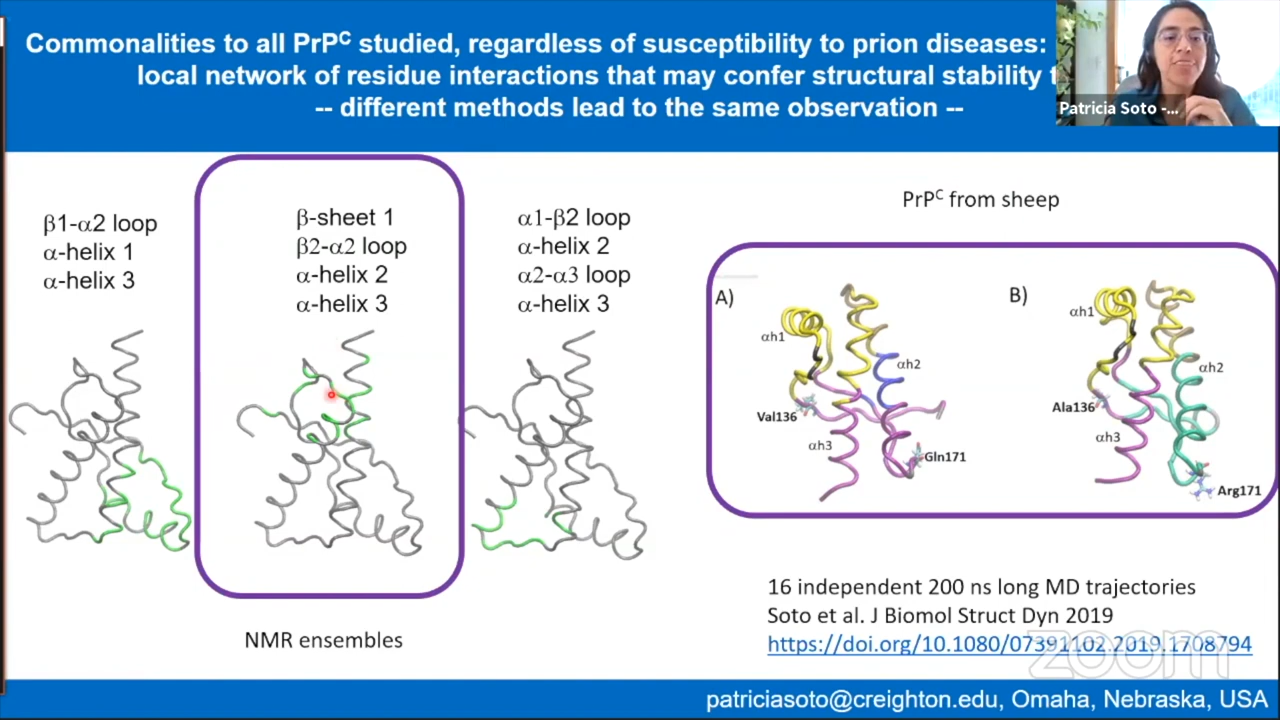 Commonalities to all PrPᶜ studied, regardless of susceptibility to prion diseases:
local network of residue interactions that may confer structural stability
-- different methods lead to the same observation --
Patricia Soto -...
β1-α2 loop
α-helix 1
α-helix 3
β-sheet 1
β2-α2 loop
α-helix 2
α-helix 3
α1-β2 loop
α-helix 2
α2-α3 loop
α-helix 3
NMR ensembles
PrPᶜ from sheep
A)
αh1
αh2
Val136
αh3
Gln171
B)
αh1
αh2
Ala136
αh3
Arg171
16 independent 200 ns long MD trajectories
Soto et al. J Biomol Struct Dyn 2019
https://doi.org/10.1080/07391102.2019.1708794
zoom
patriciasoto@creighton.edu, Omaha, Nebraska, USA